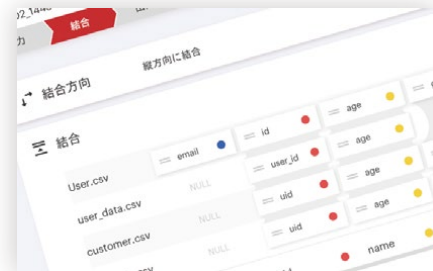 結合
結合方向
縦方向に結合
結合
User.csv
email
id
age
user_data.csv
NULL
user_id
age
customer.csv
NULL
uid
age
NULL
uid
age
name